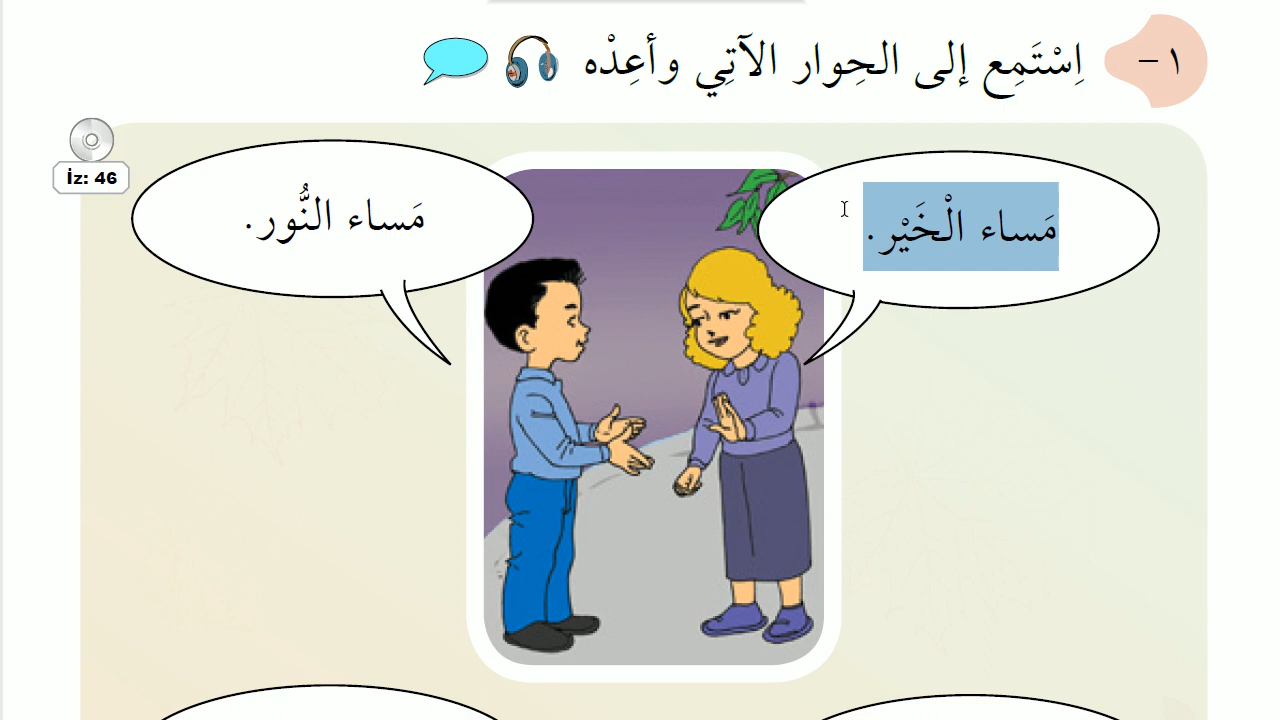 ١ – اِسْتَمِع إلى الحِوار الآتِي وأعِدْه
İz: 46
مَساء الْخَيْر.
مَساء النُّور.